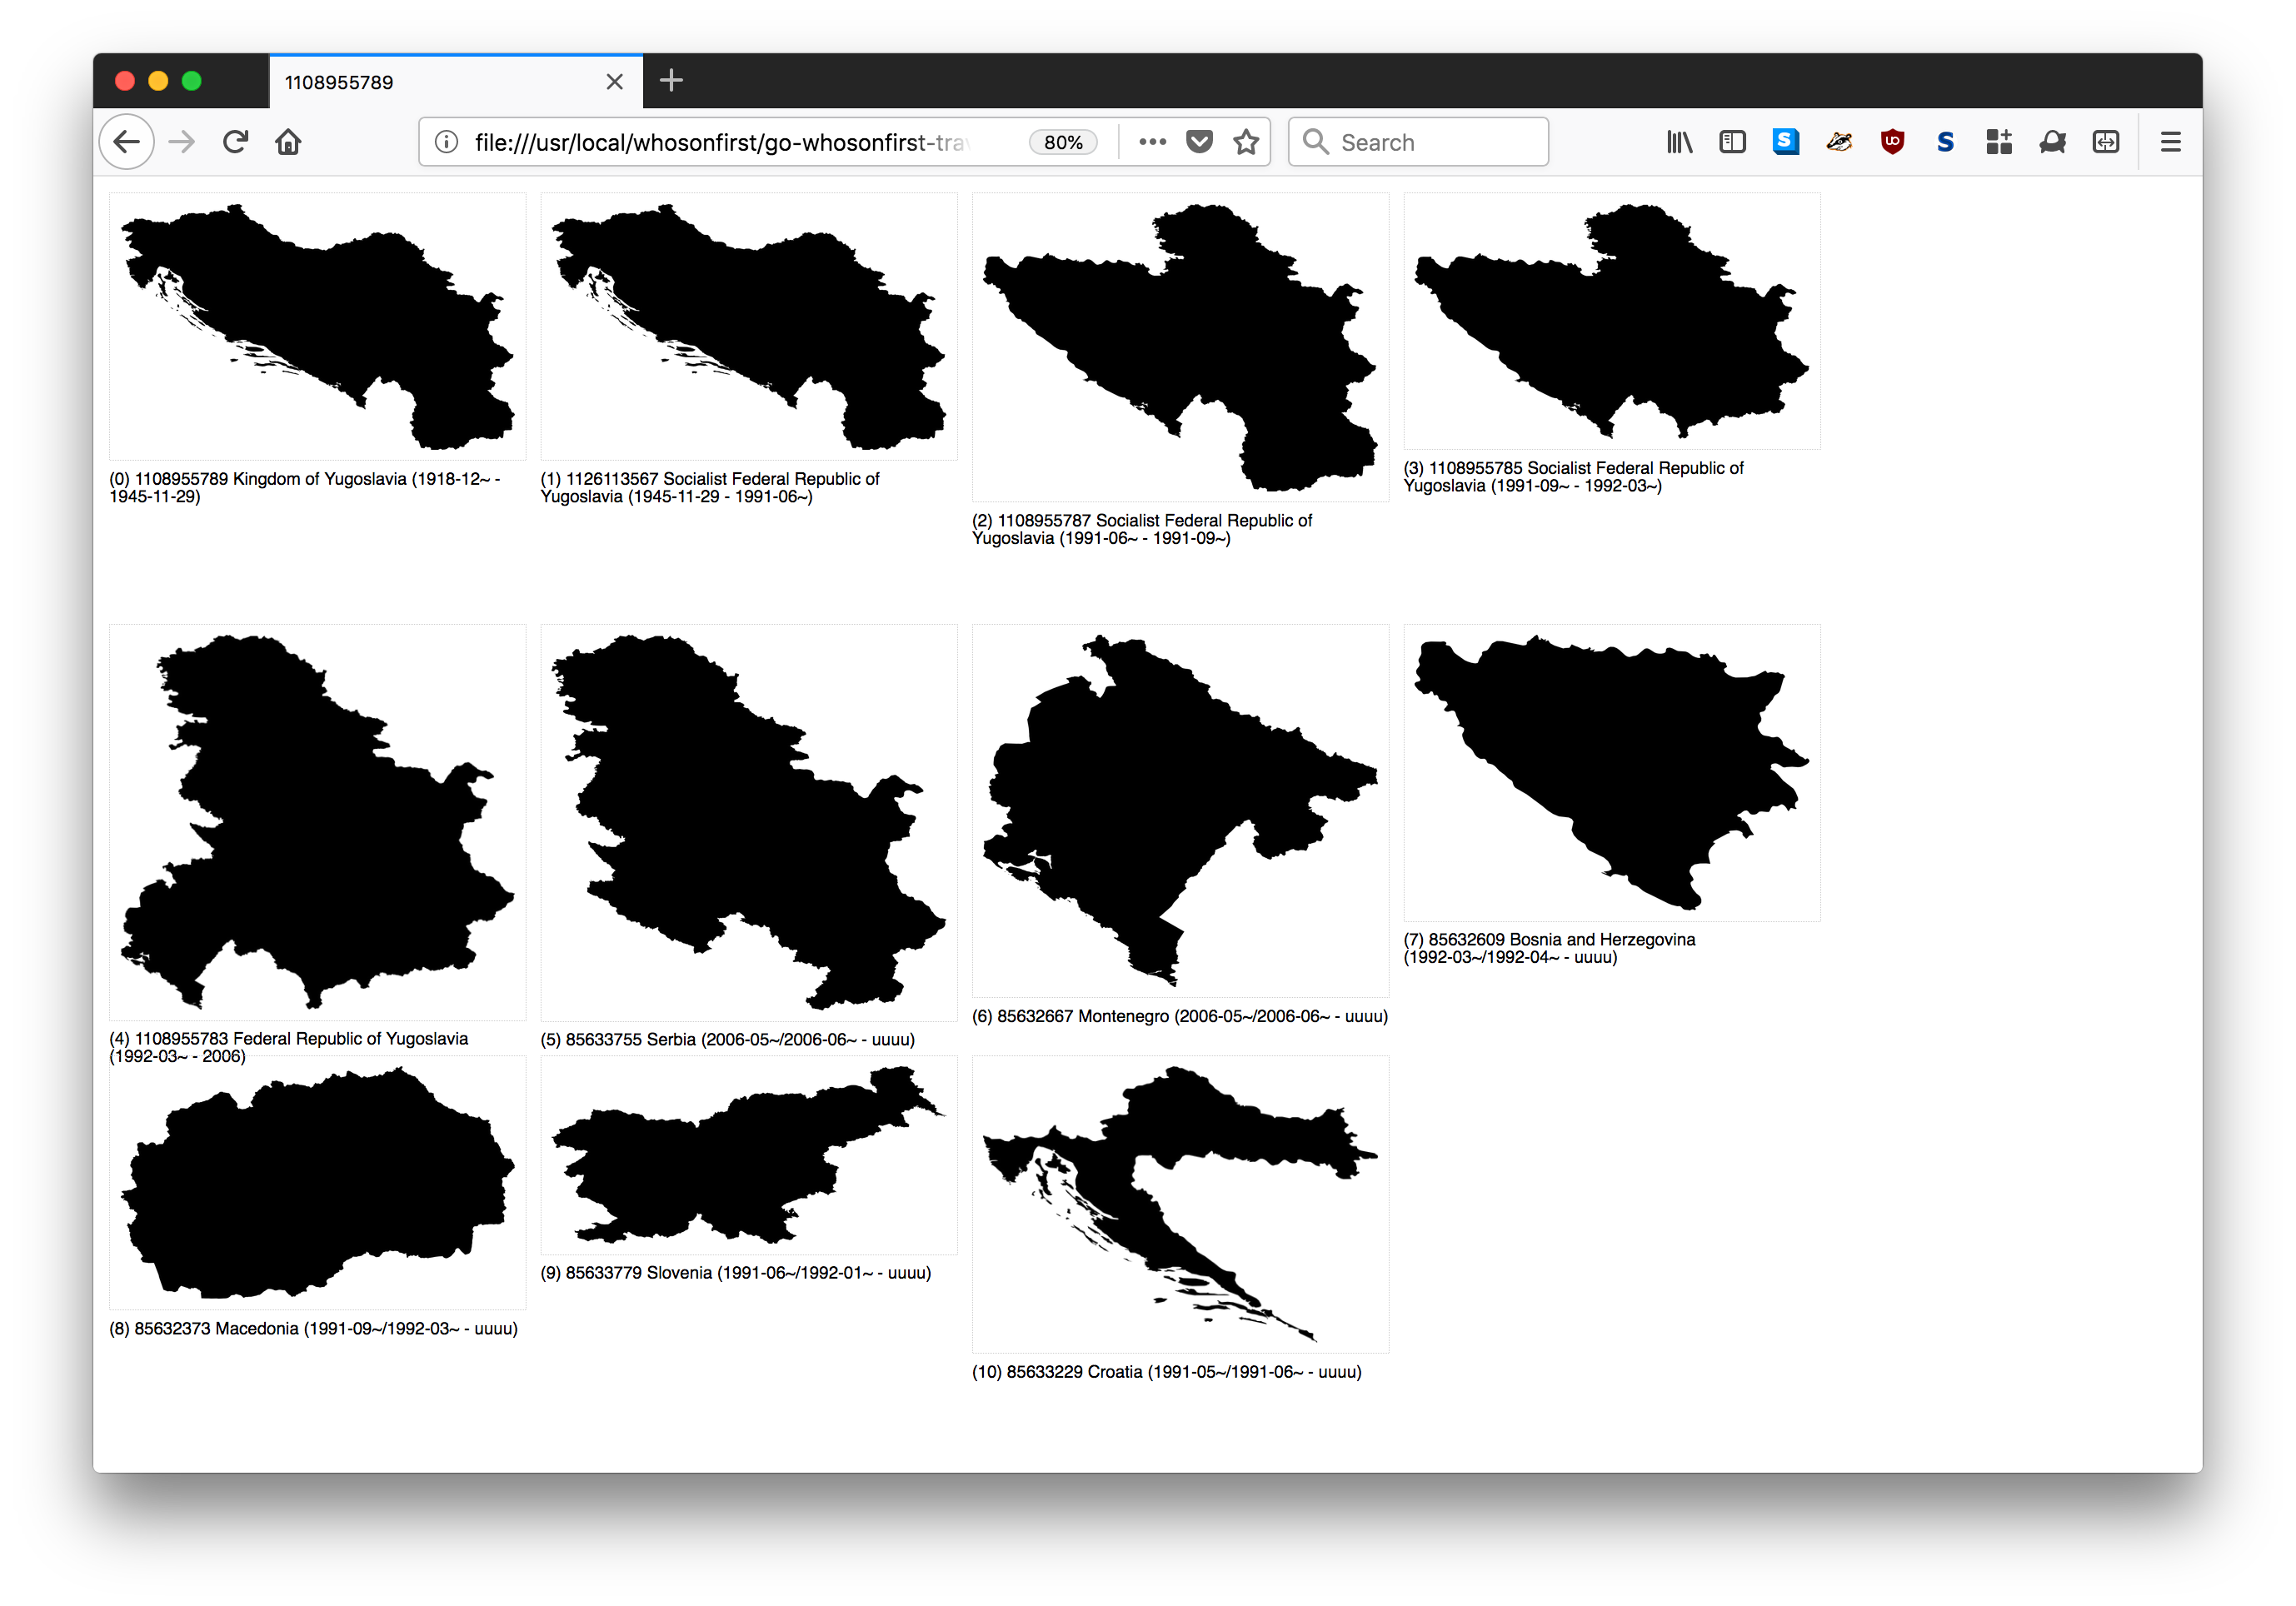 1108955789
file:///usr/local/whosonfirst/go-whosonfirst-tra
80%
Search
(0) 1108955789 Kingdom of Yugoslavia (1918-12~ -
1945-11-29)
(1) 1126113567 Socialist Federal Republic of
Yugoslavia (1945-11-29 - 1991-06~)
(2) 1108955787 Socialist Federal Republic of
Yugoslavia (1991-06~ - 1991-09~)
(3) 1108955785 Socialist Federal Republic of
Yugoslavia (1991-09~ - 1992-03~)
(4) 1108955783 Federal Republic of Yugoslavia
(1992-03~ - 2006)
(5) 85633755 Serbia (2006-05~/2006-06~ - uuuu)
(6) 85632667 Montenegro (2006-05~/2006-06~ - uuuu)
(7) 85632609 Bosnia and Herzegovina
(1992-03~/1992-04~ - uuuu)
(8) 85632373 Macedonia (1991-09~/1992-03~ - uuuu)
(9) 85633779 Slovenia (1991-06~/1992-01~ - uuuu)
(10) 85633229 Croatia (1991-05~/1991-06~ - uuuu)